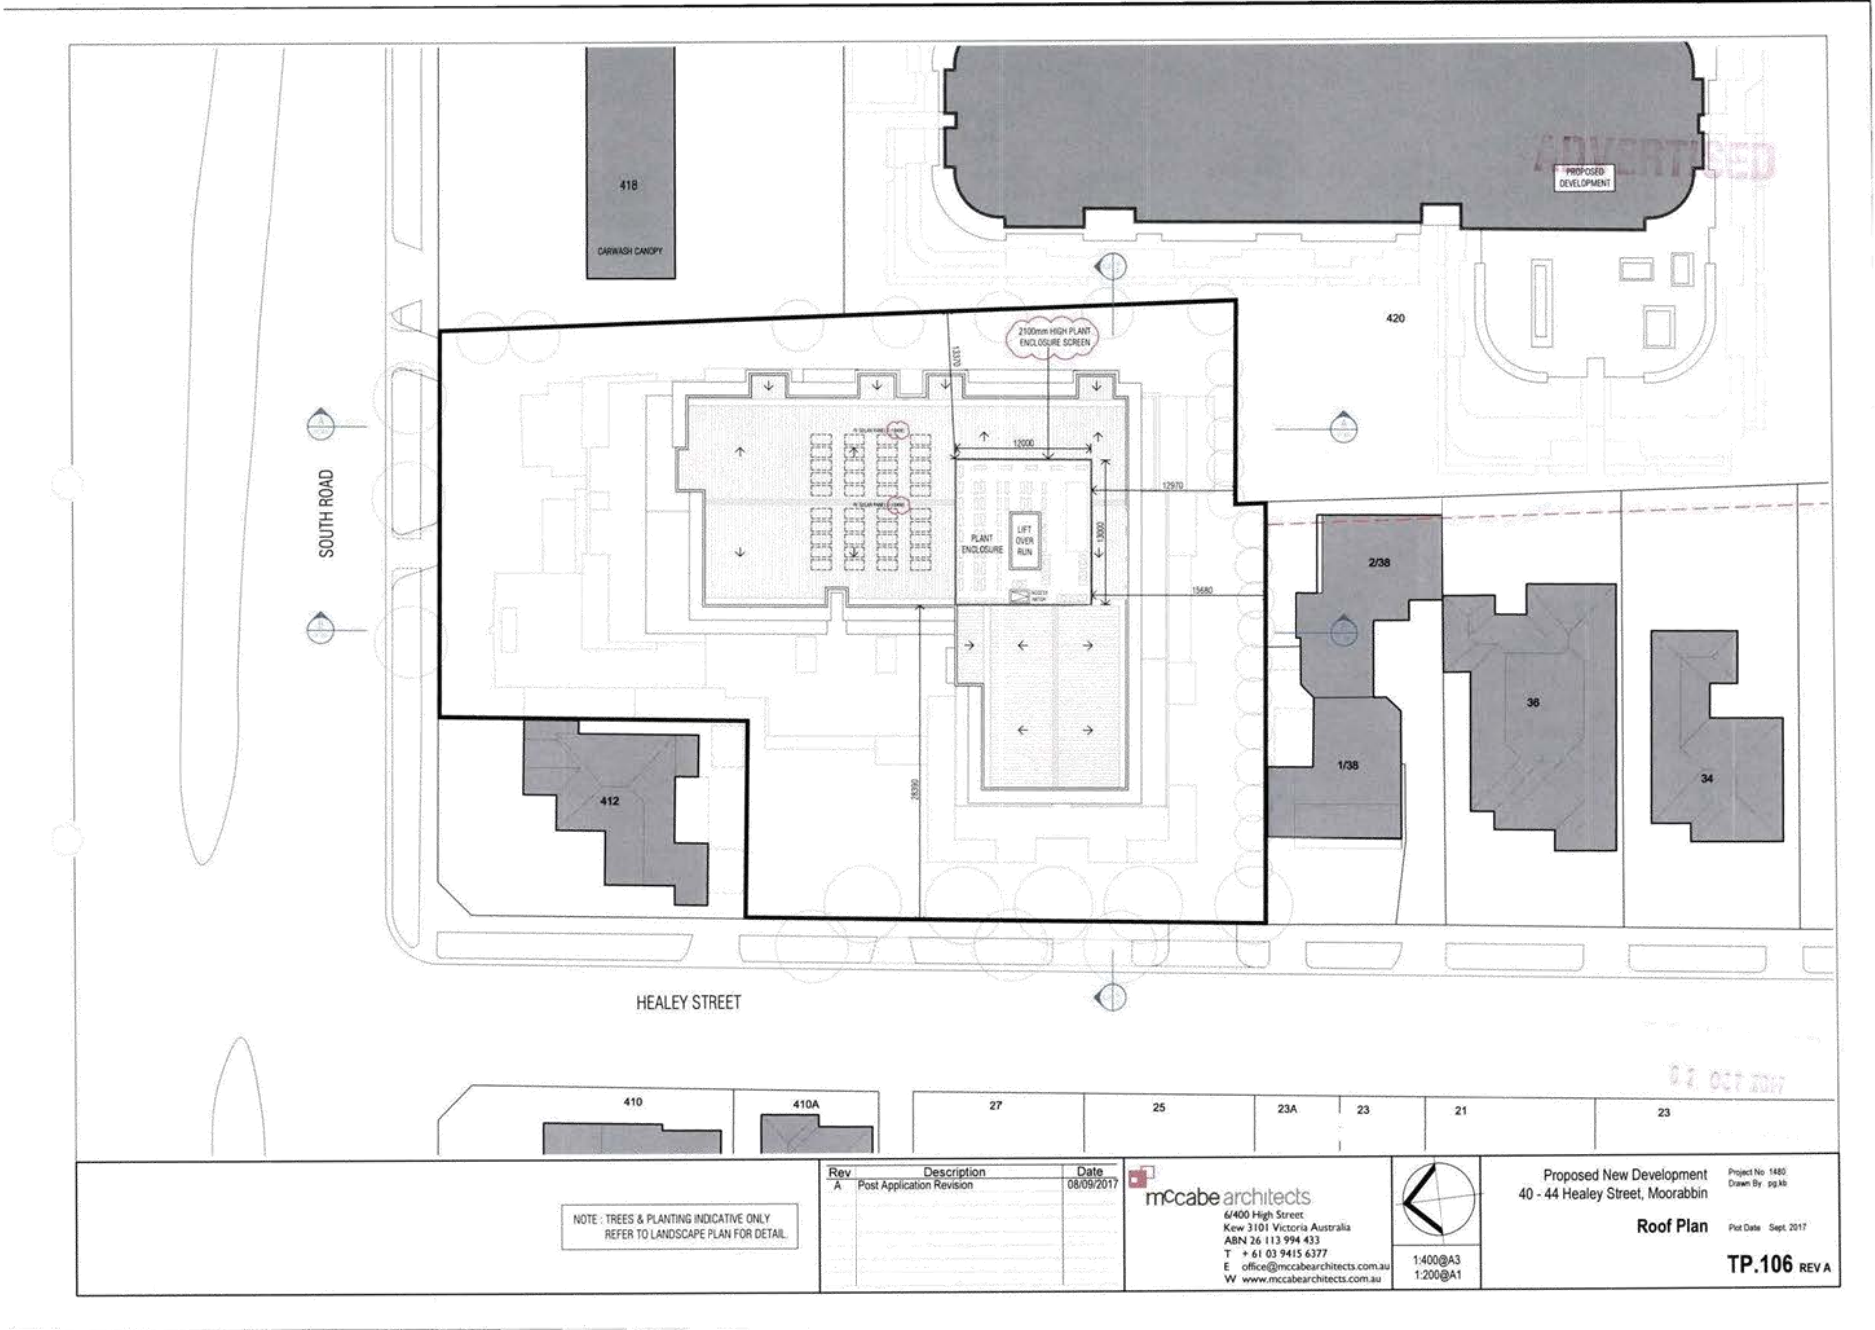 418
CARWASH CANOPY
ADVERTISED
PROPOSED
DEVELOPMENT
420
2100mm HIGH PLANT
ENCLOSURE SCREEN
13370
12000
12970
13000
LIFT
OVER
RUN
PLANT
ENCLOSURE
15680
28390
SOUTH ROAD
2/38
36
34
1/38
412
HEALEY STREET
02 OCT 2017
410
410A
27
25
23A
23
21
23
NOTE : TREES & PLANTING INDICATIVE ONLY
REFER TO LANDSCAPE PLAN FOR DETAIL.
Rev Description Date
A Post Application Revision 08/09/2017
mccabe architects
6/400 High Street
Kew 3101 Victoria Australia
ABN 26 113 994 433
T + 61 03 9415 6377
E office@mccabearchitects.com.au
W www.mccabearchitects.com.au
1:400@A3
1:200@A1
Proposed New Development
40 - 44 Healey Street, Moorabbin
Roof Plan
Project No 1480
Drawn By pg,kb
Plot Date Sept. 2017
TP.106 REV A